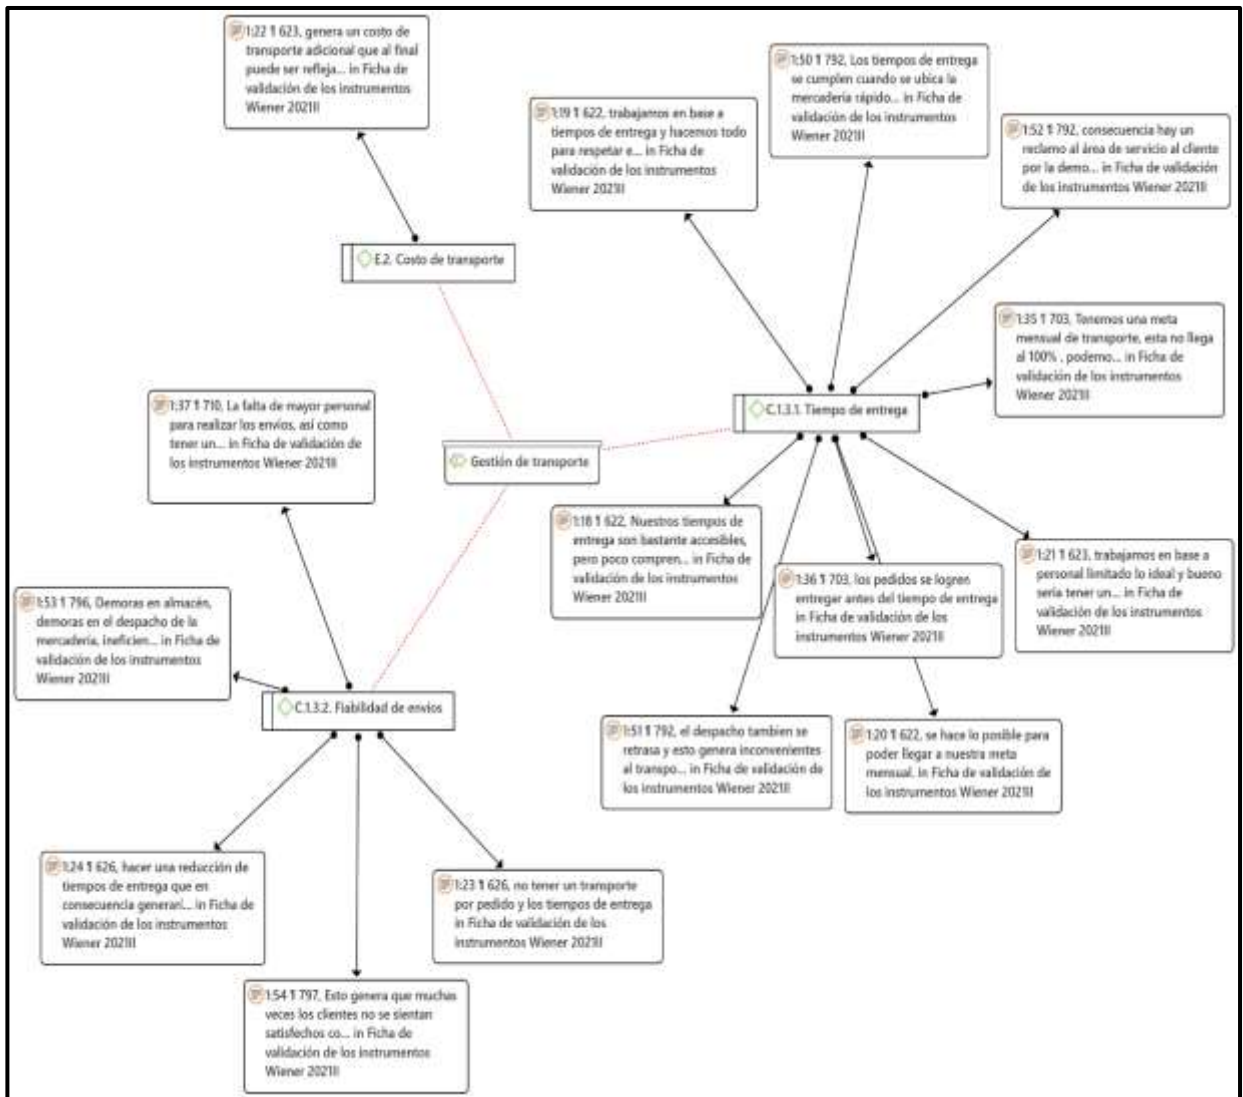 1:22 ¶ 623, genera un costo de
transporte adicional que al final
puede ser refleja... in Ficha de
validación de los instrumentos
Wiener 2021II
1:50 ¶ 792, Los tiempos de entrega
se cumplen cuando se ubica la
mercadería rápido... in Ficha de
validación de los instrumentos
Wiener 2021II
1:19 ¶ 622, trabajamos en base a
tiempos de entrega y hacemos todo
para respetar e... in Ficha de
validación de los instrumentos
Wiener 2021II
1:52 ¶ 792, consecuencia hay un
reclamo al área de servicio al cliente
por la demo... in Ficha de validación
de los instrumentos Wiener 2021II
E.2. Costo de transporte
1:35 ¶ 703, Tenemos una meta
mensual de transporte, esta no llega
al 100% , podemo... in Ficha de
validación de los instrumentos
Wiener 2021II
1:37 ¶ 710, La falta de mayor personal
para realizar los envíos, así como
tener un... in Ficha de validación de
los instrumentos Wiener 2021II
C.1.3.1. Tiempo de entrega
Gestión de transporte
1:18 ¶ 622, Nuestros tiempos de
entrega son bastante accesibles,
pero poco compren... in Ficha de
validación de los instrumentos
Wiener 2021II
1:36 ¶ 703, los pedidos se logren
entregar antes del tiempo de entrega
in Ficha de validación de los
instrumentos Wiener 2021II
1:21 ¶ 623, trabajamos en base a
personal limitado lo ideal y bueno
sería tener un... in Ficha de
validación de los instrumentos
Wiener 2021II
1:53 ¶ 796, Demoras en almacén,
demoras en el despacho de la
mercadería, ineficien... in Ficha de
validación de los instrumentos
Wiener 2021II
C.1.3.2. Fiabilidad de envíos
1:51 ¶ 792, el despacho tambien se
retrasa y esto genera inconvenientes
al transpo... in Ficha de validación de
los instrumentos Wiener 2021II
1:20 ¶ 622, se hace lo posible para
poder llegar a nuestra meta
mensual. in Ficha de validación de
los instrumentos Wiener 2021II
1:24 ¶ 626, hacer una reducción de
tiempos de entrega que en
consecuencia generarí... in Ficha de
validación de los instrumentos
Wiener 2021II
1:23 ¶ 626, no tener un transporte
por pedido y los tiempos de entrega
in Ficha de validación de los
instrumentos Wiener 2021II
1:54 ¶ 797, Esto genera que muchas
veces los clientes no se sientan
satisfechos co... in Ficha de
validación de los instrumentos
Wiener 2021II